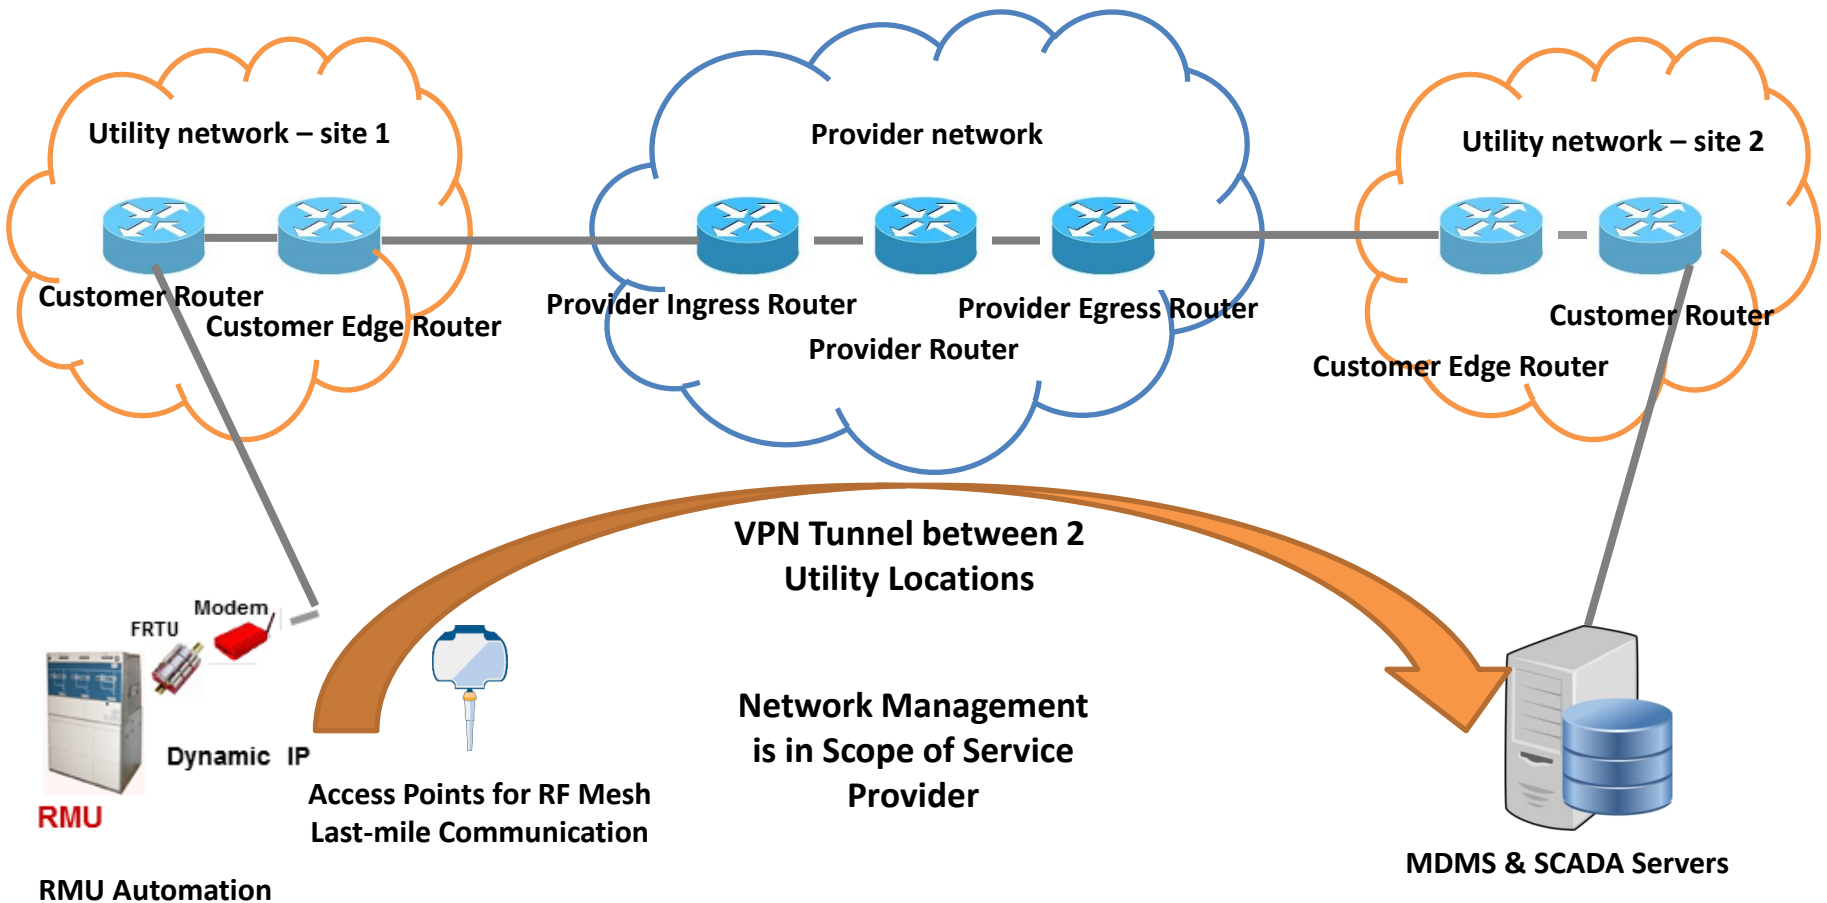 Utility network – site 1
Provider network
Utility network – site 2
Customer Router
Customer Edge Router
Provider Ingress Router
Provider Router
Provider Egress Router
Customer Router
Customer Edge Router
VPN Tunnel between 2
Utility Locations
Modem
FRTU
Dynamic IP
RMU
RMU Automation
Access Points for RF Mesh
Last-mile Communication
Network Management
is in Scope of Service
Provider
MDMS & SCADA Servers